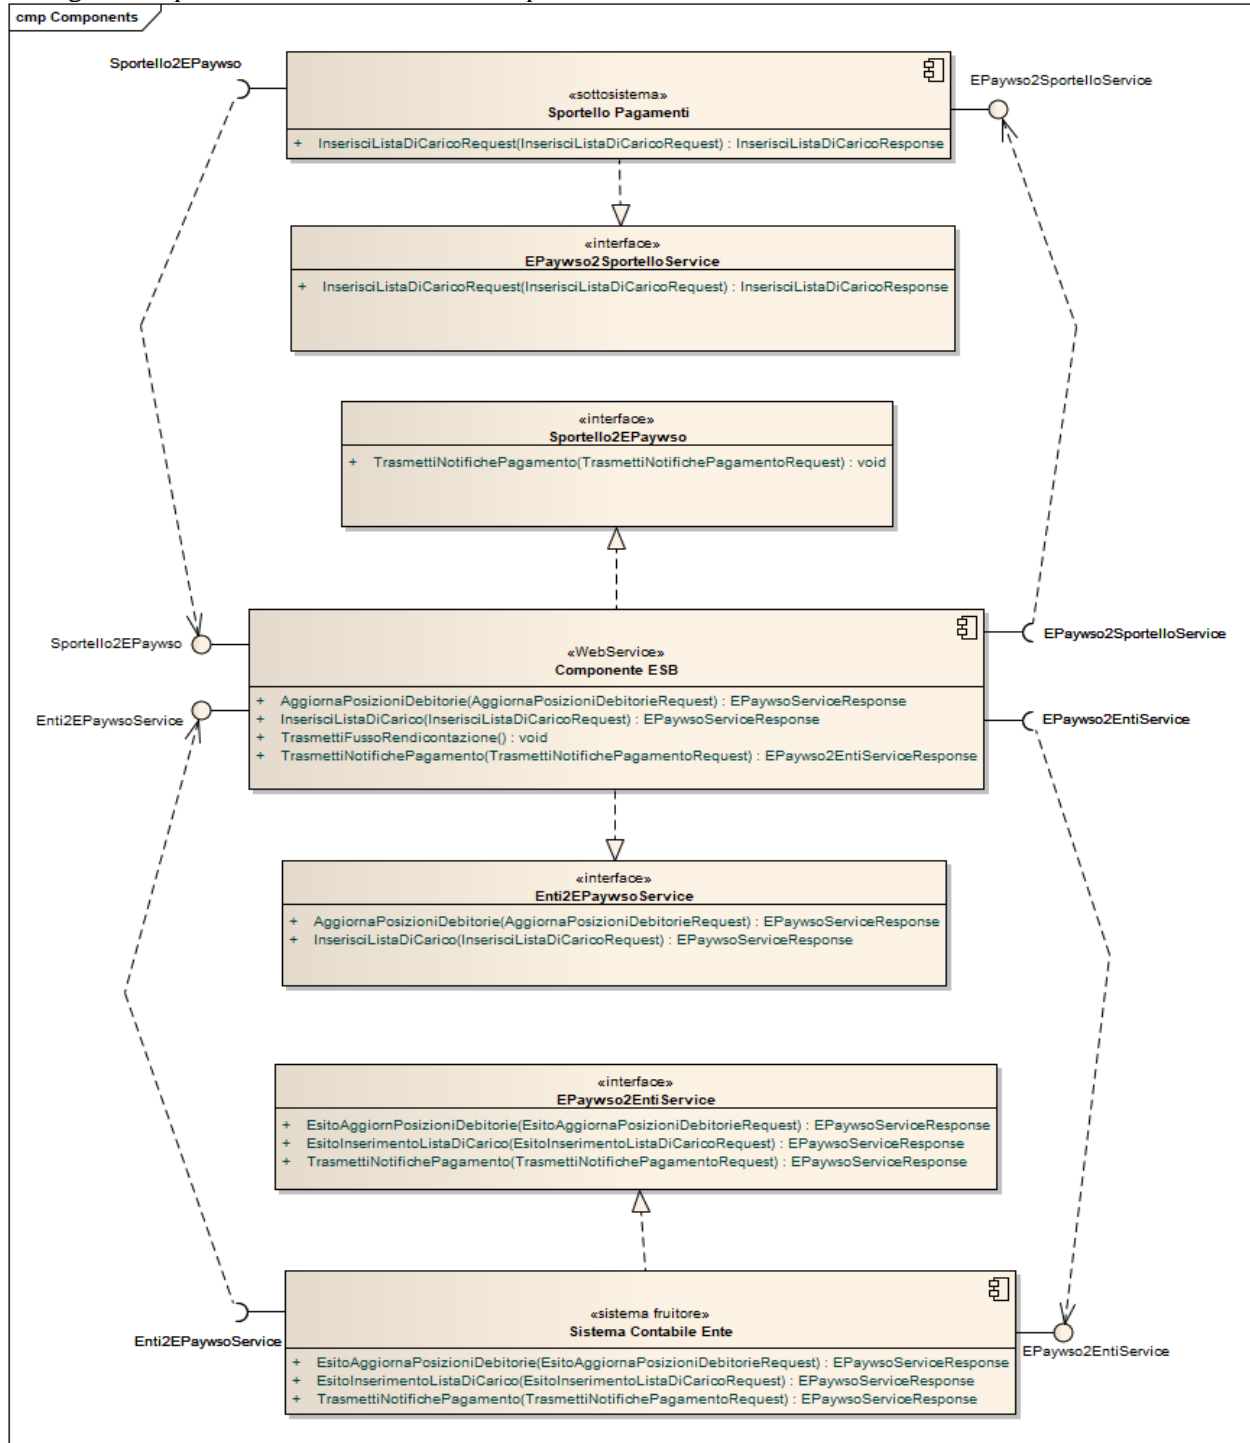 cmp Components
Sportello2EPaywso
EPaywso2SportelloService
«sottosistema»
Sportello Pagamenti
+ InserisciListaDiCaricoRequest(InserisciListaDiCaricoRequest) : InserisciListaDiCaricoResponse
«interface»
EPaywso2SportelloService
+ InserisciListaDiCaricoRequest(InserisciListaDiCaricoRequest) : InserisciListaDiCaricoResponse
«interface»
Sportello2EPaywso
+ TrasmettiNotifichePagamento(TrasmettiNotifichePagamentoRequest) : void
Sportello2EPaywso
EPaywso2SportelloService
«WebService»
Componente ESB
Enti2EPaywsoService
EPaywso2EntiService
+ AggiornaPosizioniDebitorie(AggiornaPosizioniDebitorieRequest) : EPaywsoServiceResponse
+ InserisciListaDiCarico(InserisciListaDiCaricoRequest) : EPaywsoServiceResponse
+ TrasmettiFussoRendicontazione() : void
+ TrasmettiNotifichePagamento(TrasmettiNotifichePagamentoRequest) : EPaywso2EntiServiceResponse
«interface»
Enti2EPaywsoService
+ AggiornaPosizioniDebitorie(AggiornaPosizioniDebitorieRequest) : EPaywsoServiceResponse
+ InserisciListaDiCarico(InserisciListaDiCaricoRequest) : EPaywsoServiceResponse
«interface»
EPaywso2EntiService
+ EsitoAggiornPosizioniDebitorie(EsitoAggiornaPosizioniDebitorieRequest) : EPaywsoServiceResponse
+ EsitoInserimentoListaDiCarico(EsitoInserimentoListaDiCaricoRequest) : EPaywsoServiceResponse
+ TrasmettiNotifichePagamento(TrasmettiNotifichePagamentoRequest) : EPaywsoServiceResponse
«sistema fruitore»
Sistema Contabile Ente
Enti2EPaywsoService
EPaywso2EntiService
+ EsitoAggiornaPosizioniDebitorie(EsitoAggiornaPosizioniDebitorieRequest) : EPaywsoServiceResponse
+ EsitoInserimentoListaDiCarico(EsitoInserimentoListaDiCaricoRequest) : EPaywsoServiceResponse
+ TrasmettiNotifichePagamento(TrasmettiNotifichePagamentoRequest) : EPaywsoServiceResponse